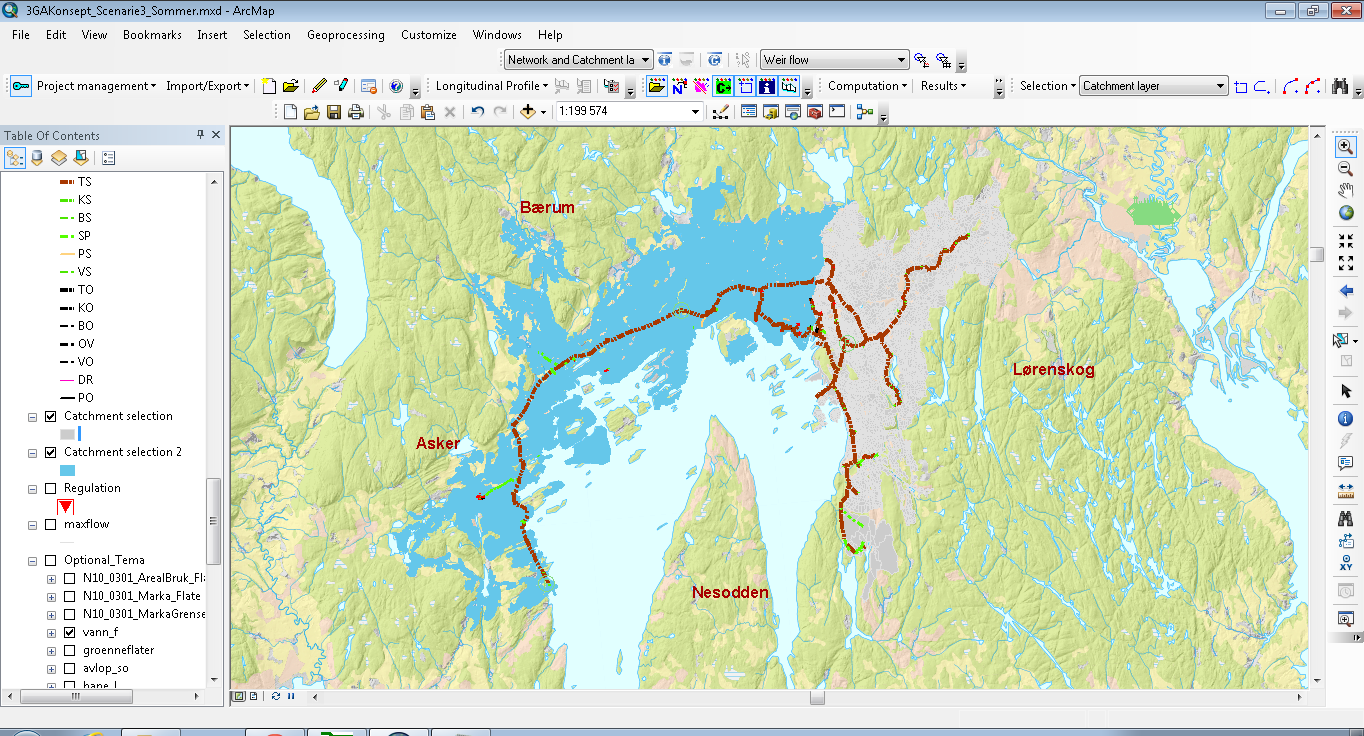 3GAKonsept_Scenarie3_Sommer.mxd - ArcMap
File Edit View Bookmarks Insert Selection Geoprocessing Customize Windows Help
Network and Catchment la Weir flow
Project management Import/Export Longitudinal Profile Computation Results Selection Catchment layer
1:199 574
Table Of Contents
TS
KS
BS
SP
PS
VS
TO
KO
BO
OV
VO
DR
PO
Catchment selection
Catchment selection 2
Regulation
maxflow
Optional_Tema
N10_0301_ArealBruk_Fla
N10_0301_Marka_Flate
N10_0301_MarkaGrense
vann_f
groenneflater
avlop_so
Bærum
Asker
Lørenskog
Nesodden